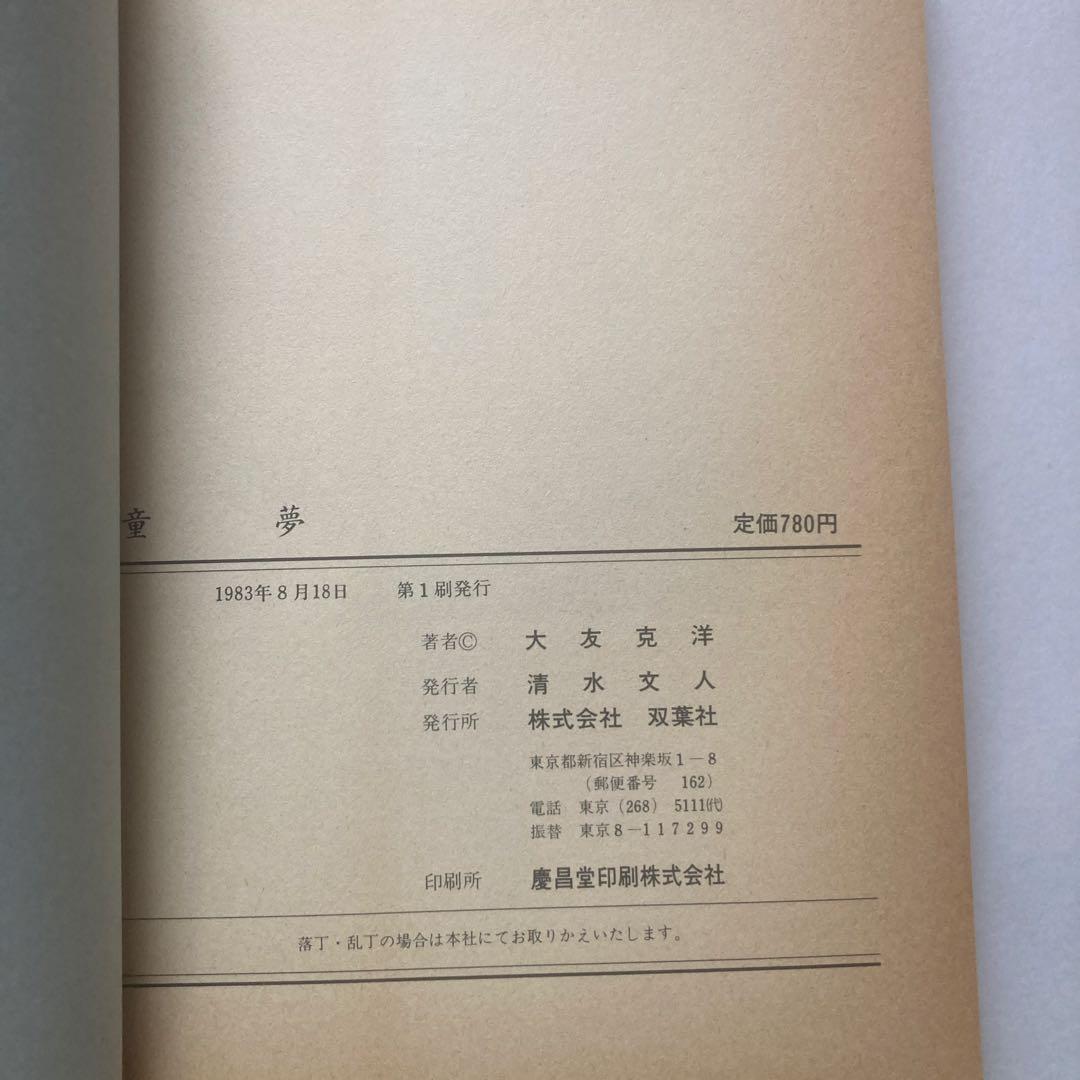 童 夢 定価780円
1983年8月18日 第1刷発行
著者© 大友克洋
発行者 清水文人
発行所 株式会社 双葉社
東京都新宿区神楽坂1-8
(郵便番号 162)
電話 東京(268) 5111㈹
振替 東京8-117299
印刷所 慶昌堂印刷株式会社
落丁・乱丁の場合は本社にてお取りかえいたします。